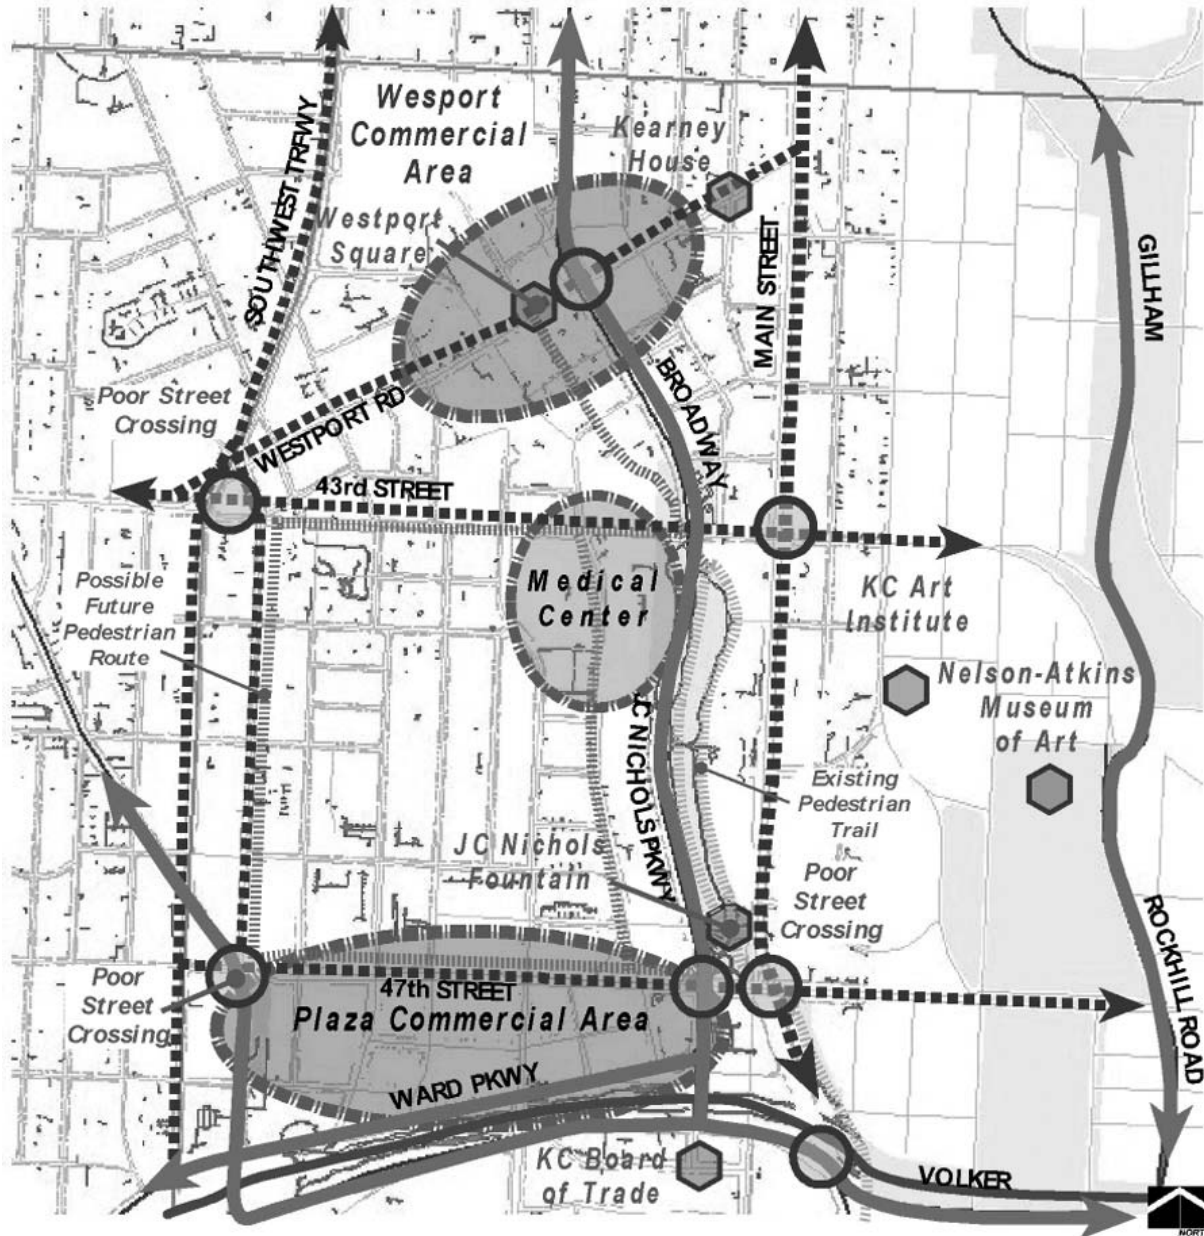 Wesport
Commercial
Area
Kearney
House
SOUTHWEST TRFWY
Westport
Square
MAIN STREET
GILLHAM
BROADWAY
Poor Street
Crossing
WESTPORT RD
43rd STREET
Possible
Future
Pedestrian
Route
Medical
Center
KC Art
Institute
Nelson-Atkins
Museum
of Art
JC NICHOLS PKWY
Existing
Pedestrian
Trail
JC Nichols
Fountain
Poor
Street
Crossing
ROCKHILL ROAD
Poor
Street
Crossing
47th STREET
Plaza Commercial Area
WARD PKWY
KC Board
of Trade
VOLKER
NORT